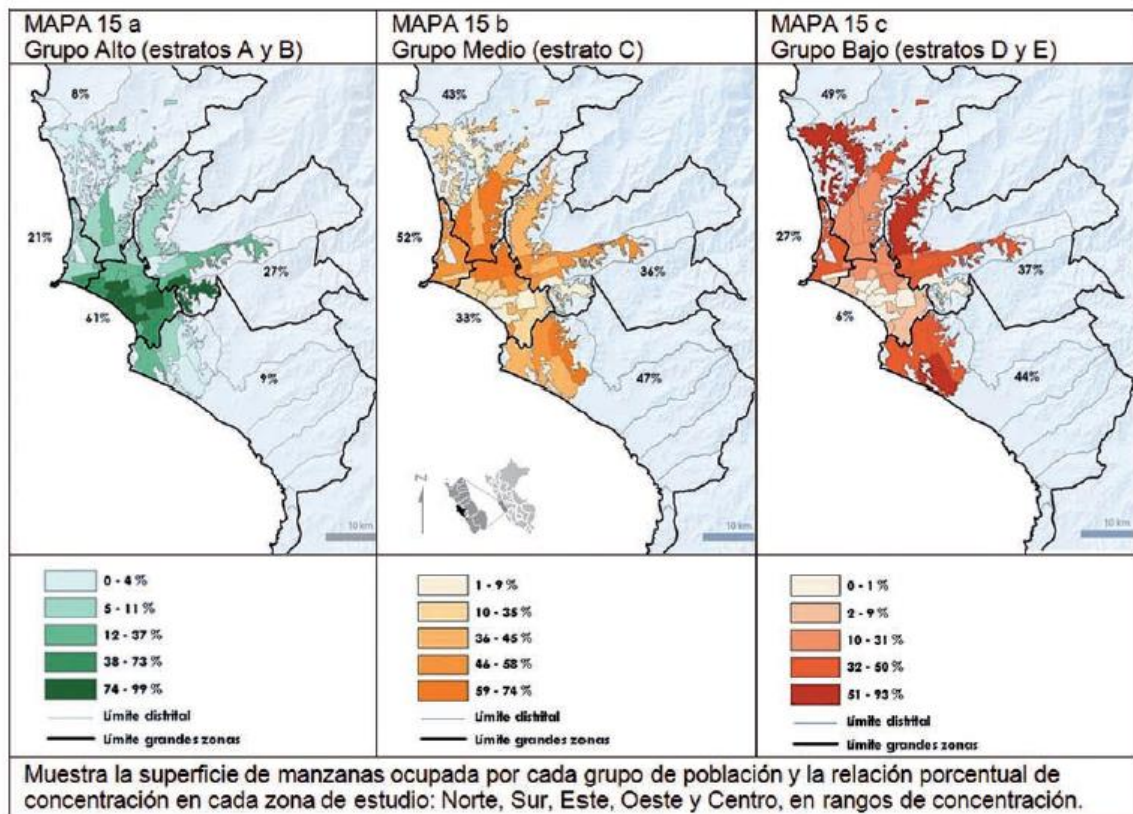 MAPA 15 a
Grupo Alto (estratos A y B)
8%
21%
27%
61%
9%
10 km
0 - 4 %
5 - 11 %
12 - 37 %
38 - 73 %
74 - 99 %
Límite distrital
Límite grandes zonas
MAPA 15 b
Grupo Medio (estrato C)
43%
52%
36%
33%
47%
N
10 km
1 - 9 %
10 - 35 %
36 - 45 %
46 - 58 %
59 - 74 %
Límite distrital
Límite grandes zonas
MAPA 15 c
Grupo Bajo (estratos D y E)
49%
27%
37%
6%
44%
10 km
0 - 1 %
2 - 9 %
10 - 31 %
32 - 50 %
51 - 93 %
Límite distrital
Límite grandes zonas
Muestra la superficie de manzanas ocupada por cada grupo de población y la relación porcentual de
concentración en cada zona de estudio: Norte, Sur, Este, Oeste y Centro, en rangos de concentración.